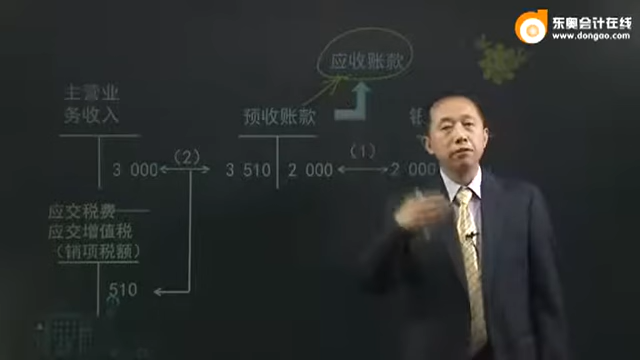 东奥会计在线
www.dongao.com
应收账款
主营业
务收入
预收账款
3 000
(2)
3 510
2 000
(1)
2 000
应交税费——
应交增值税
(销项税额)
510